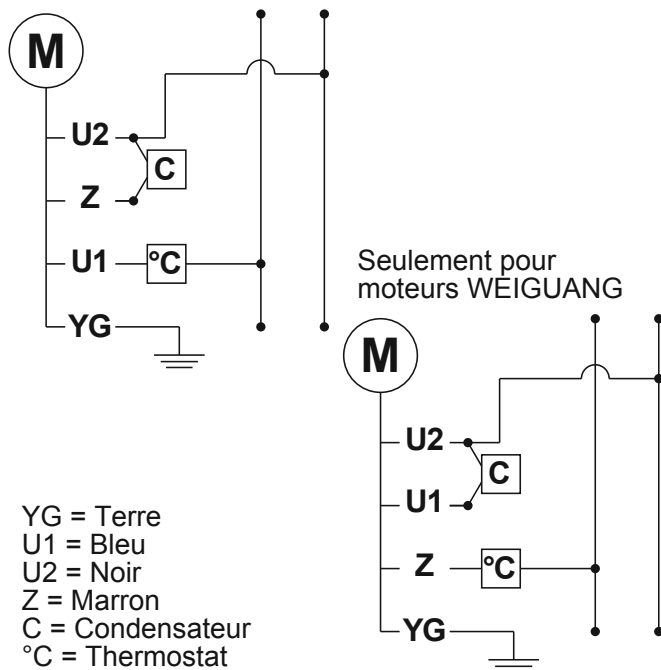 M
U2
C
Z
U1
°C
YG
Seulement pour
moteurs WEIGUANG
M
U2
C
U1
Z
°C
YG
YG = Terre
U1 = Bleu
U2 = Noir
Z = Marron
C = Condensateur
°C = Thermostat